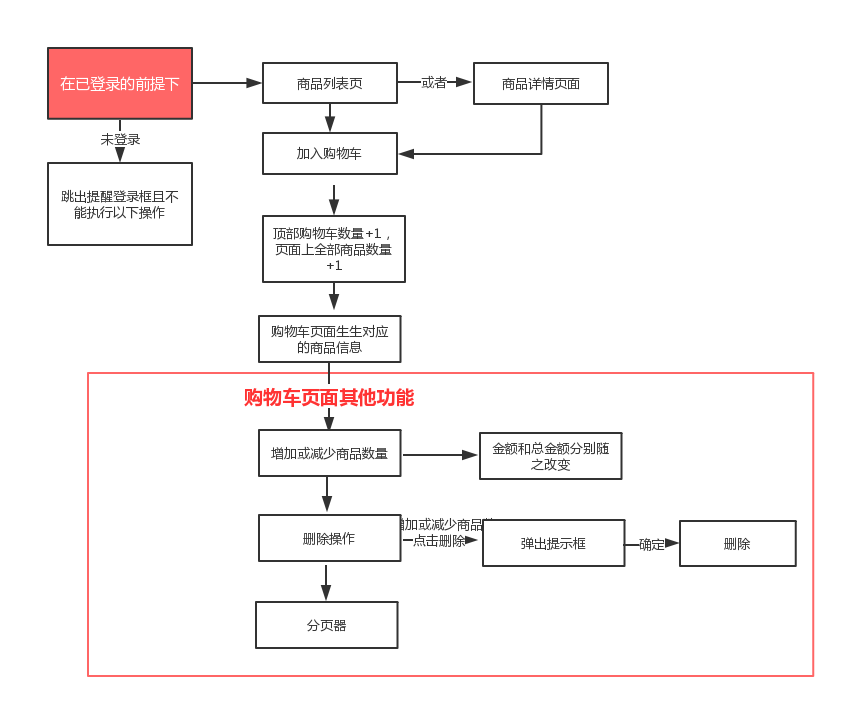 在已登录的前提下
商品列表页
或者
商品详情页面
未登录
加入购物车
跳出提醒登录框且不
能执行以下操作
顶部购物车数量+1，
页面上全部商品数量
+1
购物车页面生生对应
的商品信息
购物车页面其他功能
增加或减少商品数量
金额和总金额分别随
之改变
删除操作
加或减少商品
点击删除
弹出提示框
确定
删除
分页器